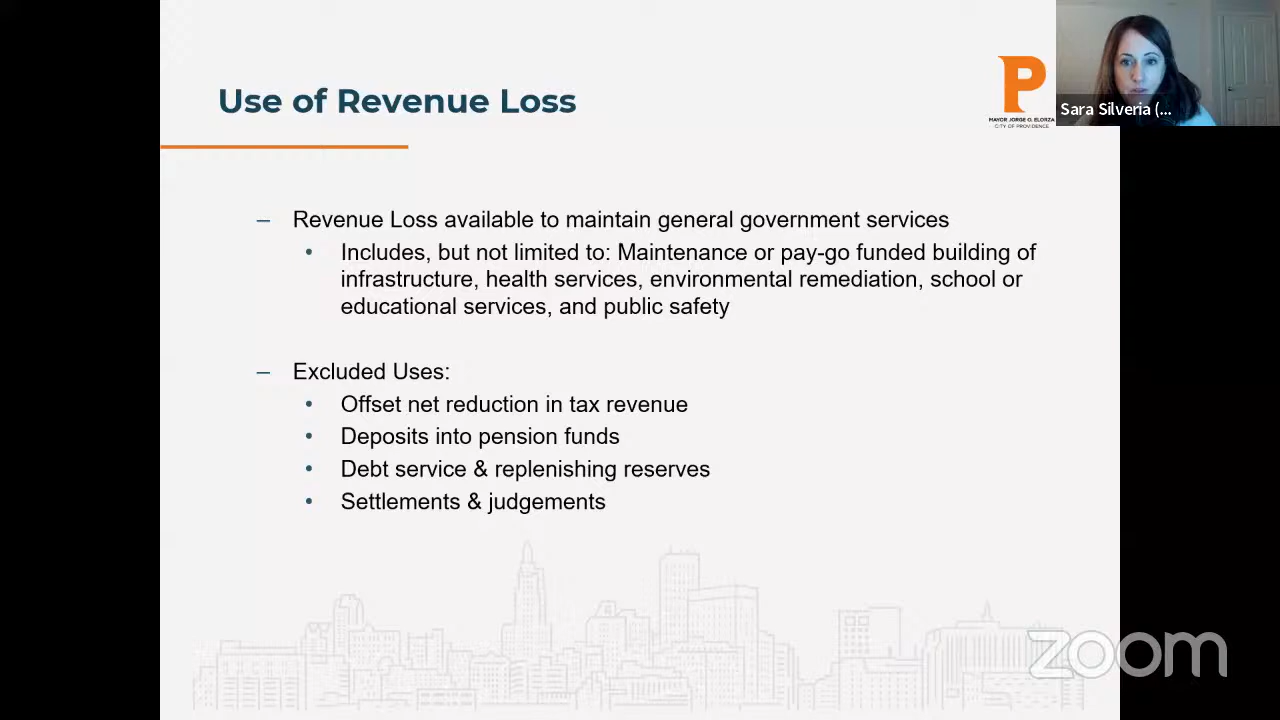 Use of Revenue Loss
P
MAYOR JORGE O. ELORZA
CITY OF PROVIDENCE
Sara Silveria (...
– Revenue Loss available to maintain general government services
• Includes, but not limited to: Maintenance or pay-go funded building of
infrastructure, health services, environmental remediation, school or
educational services, and public safety
– Excluded Uses:
• Offset net reduction in tax revenue
• Deposits into pension funds
• Debt service & replenishing reserves
• Settlements & judgements
zoom